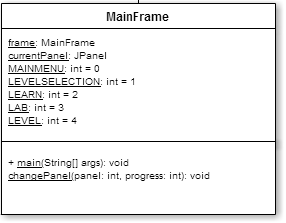 MainFrame
frame: MainFrame
currentPanel: JPanel
MAINMENU: int = 0
LEVELSELECTION: int = 1
LEARN: int = 2
LAB: int = 3
LEVEL: int = 4
+ main(String[] args): void
changePanel(panel: int, progress: int): void